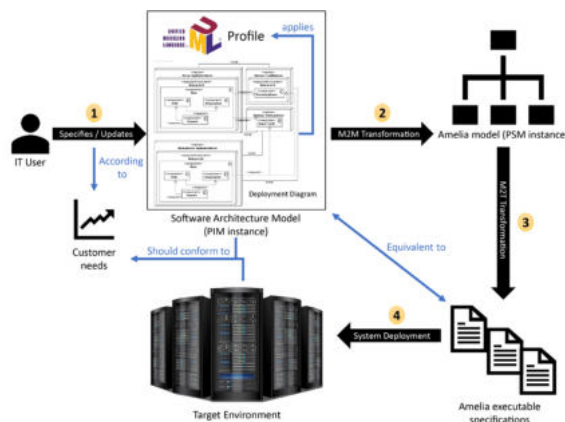 UNIFIED
MODELING
LANGUAGE
UML
Profile
applies
1
Specifies / Updates
2
M2M Transformation
IT User
According
to
Deployment Diagram
Amelia model (PSM instance
Software Architecture Model
(PIM instance)
M2T Transformation
3
Customer
needs
Should conform to
Equivalent to
4
System Deployment
Target Environment
Amelia executable
specifications